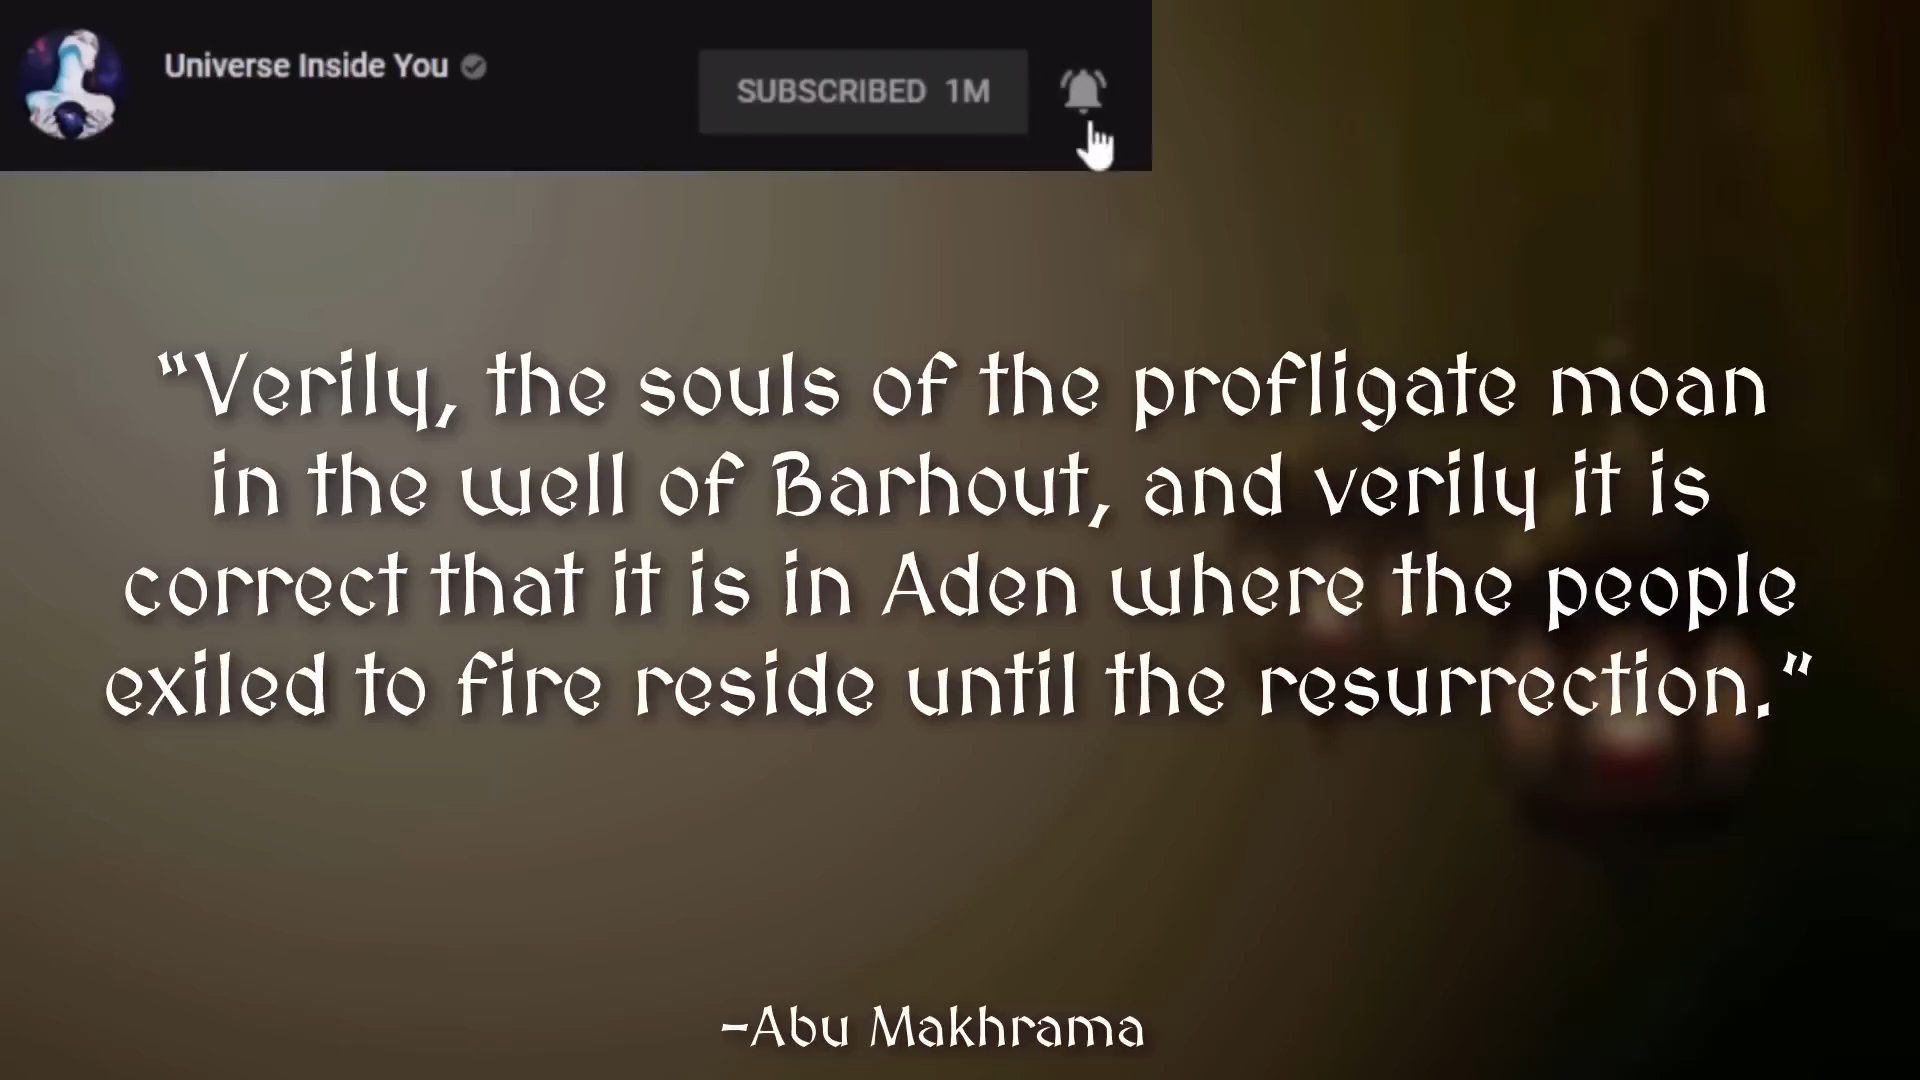 Universe Inside You
SUBSCRIBED 1M
"Verily, the souls of the profligate moan
in the well of Barhout, and verily it is
correct that it is in Aden where the people
exiled to fire reside until the resurrection."
-Abu Makhrama